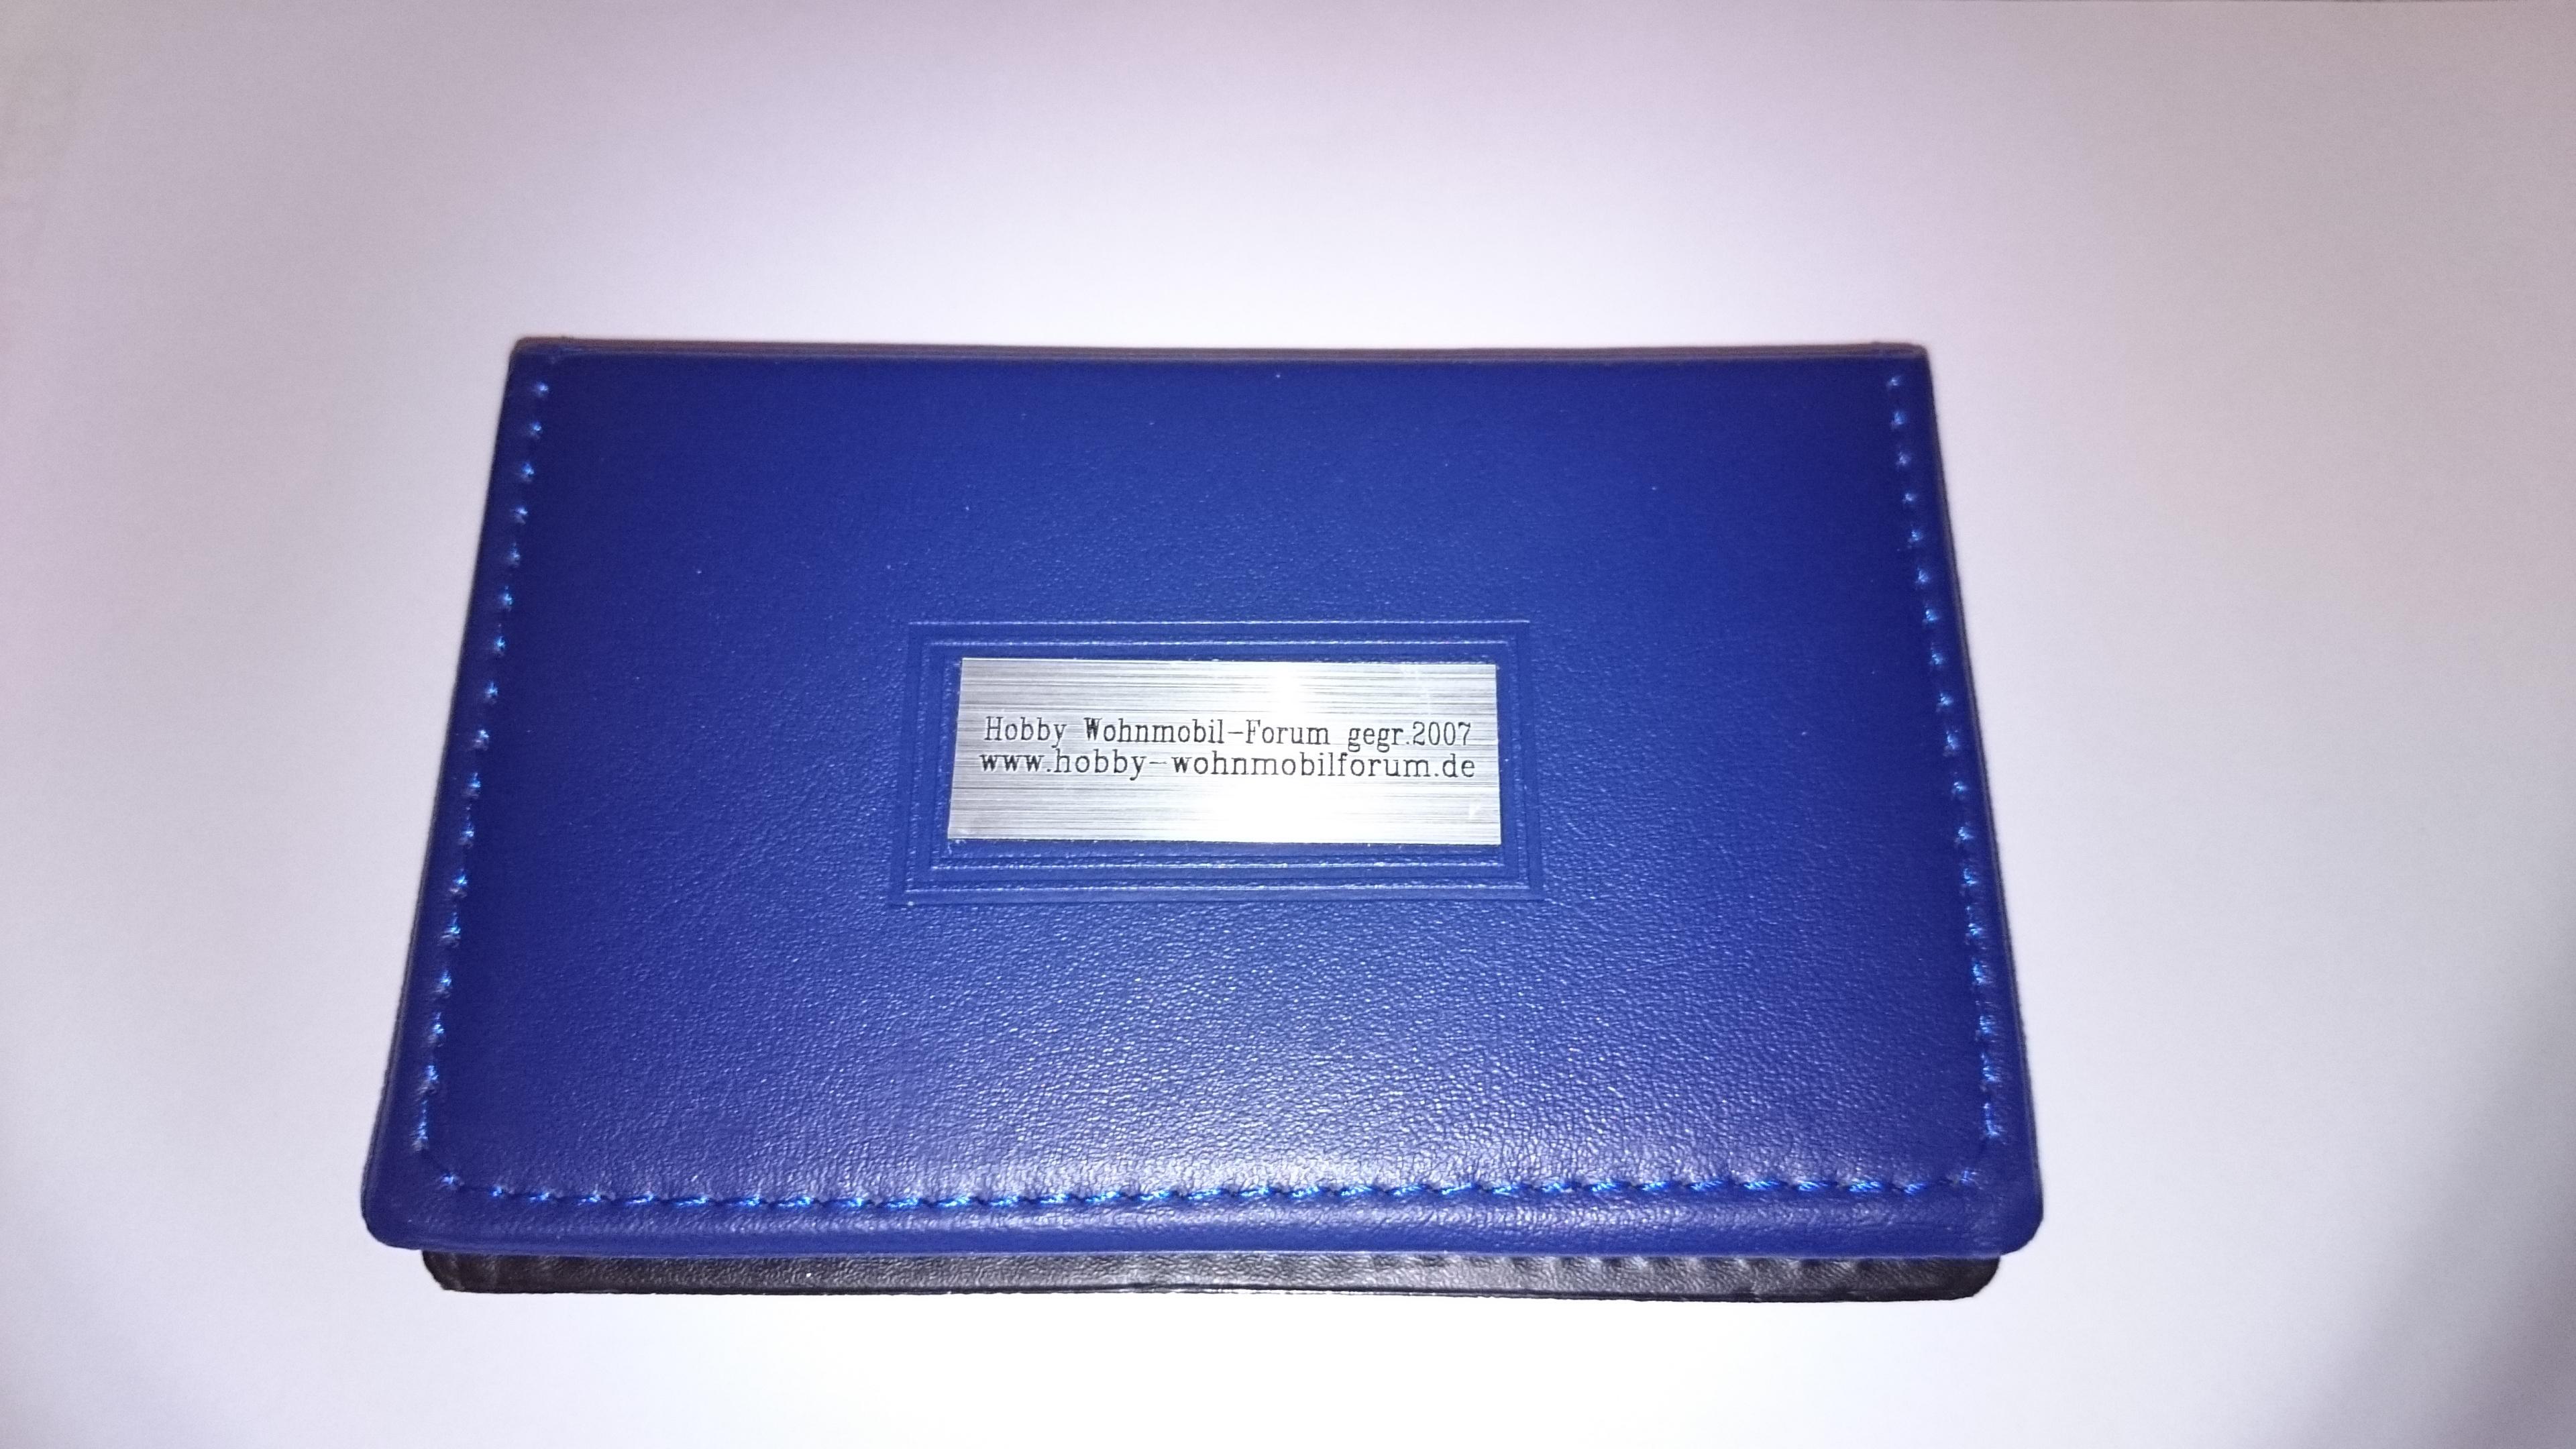 Hobby Wohnmobil-Forum gegr.2007
www.hobby-wohnmobilforum.de